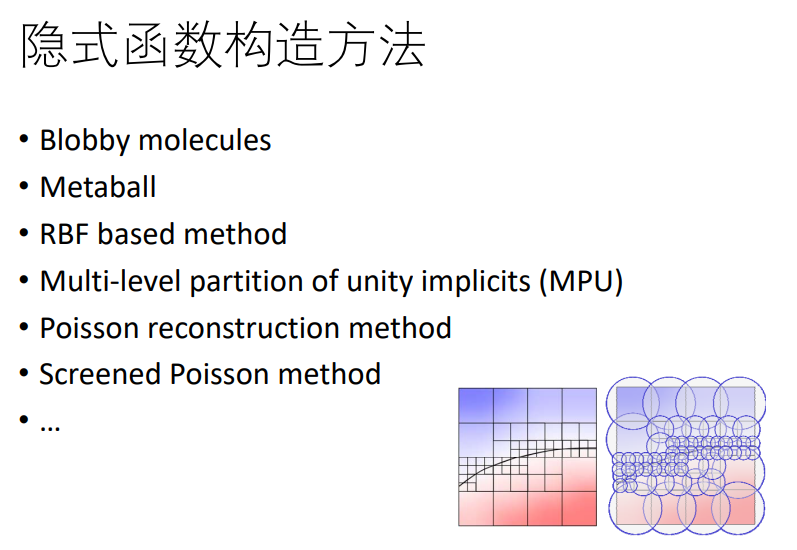 隐式函数构造方法
• Blobby molecules
• Metaball
• RBF based method
• Multi-level partition of unity implicits (MPU)
• Poisson reconstruction method
• Screened Poisson method
• ...